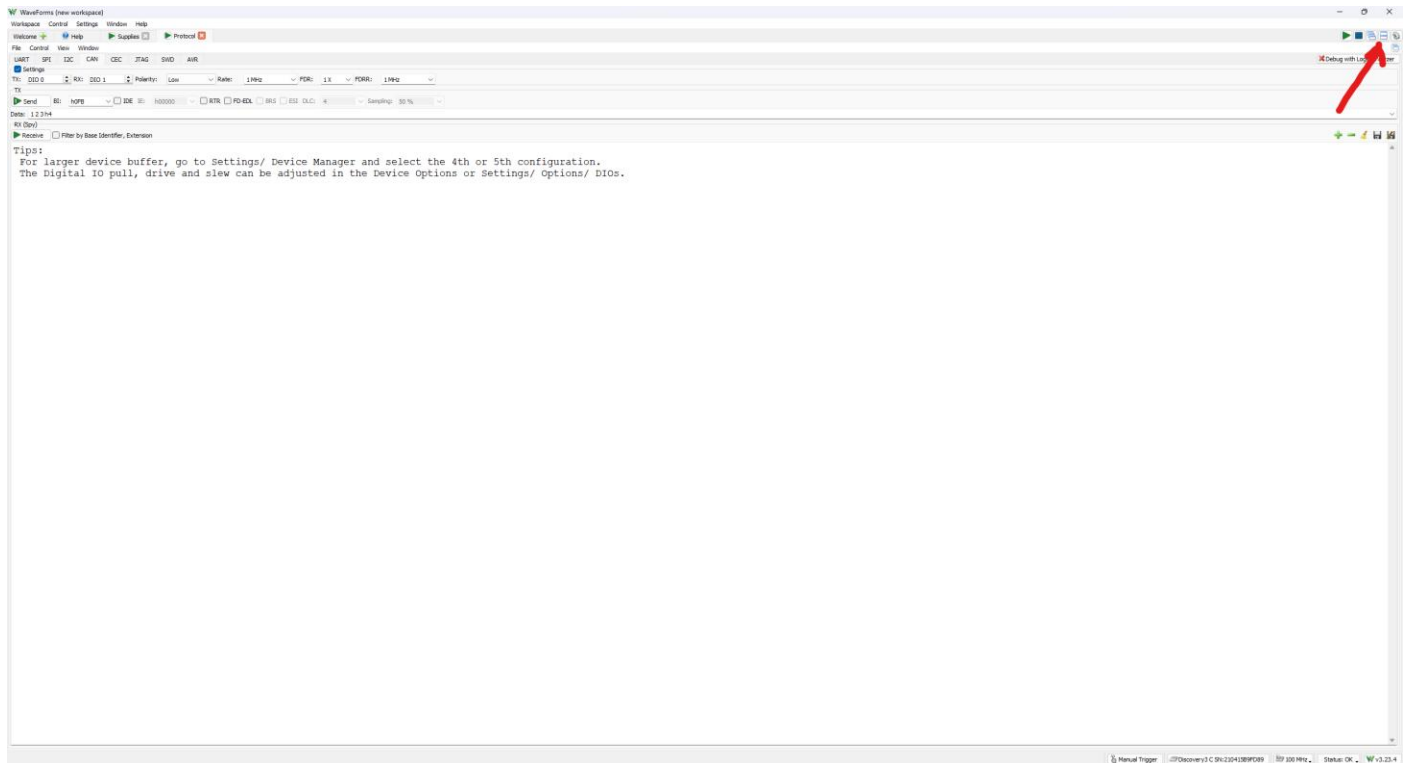 WaveForms (new workspace)
Workspace Control Settings Window Help
Welcome Help Supplies Protocol
File Control View Window
UART SPI I2C CAN CEC JTAG SWD AVR
Debug with
Settings
TX: DIO 0 RX: DIO 1 Polarity: Low Rate: 1 MHz FDR: 1 X FDRR: 1 MHz
TX
Send BI: h0FB IDE IE: h00000 RTR FD-EDL BRS ESI DLC: 4 Sampling: 80 %
Data: 1 2 3 h4
RX (Spy)
Receive Filter by Base Identifier, Extension
Tips:
For larger device buffer, go to Settings/ Device Manager and select the 4th or 5th configuration.
The Digital IO pull, drive and slew can be adjusted in the Device Options or Settings/ Options/ DIOs.
Manual Trigger Discovery3 C SN:210415B9FD89 100 MHz Status: OK v3.23.4